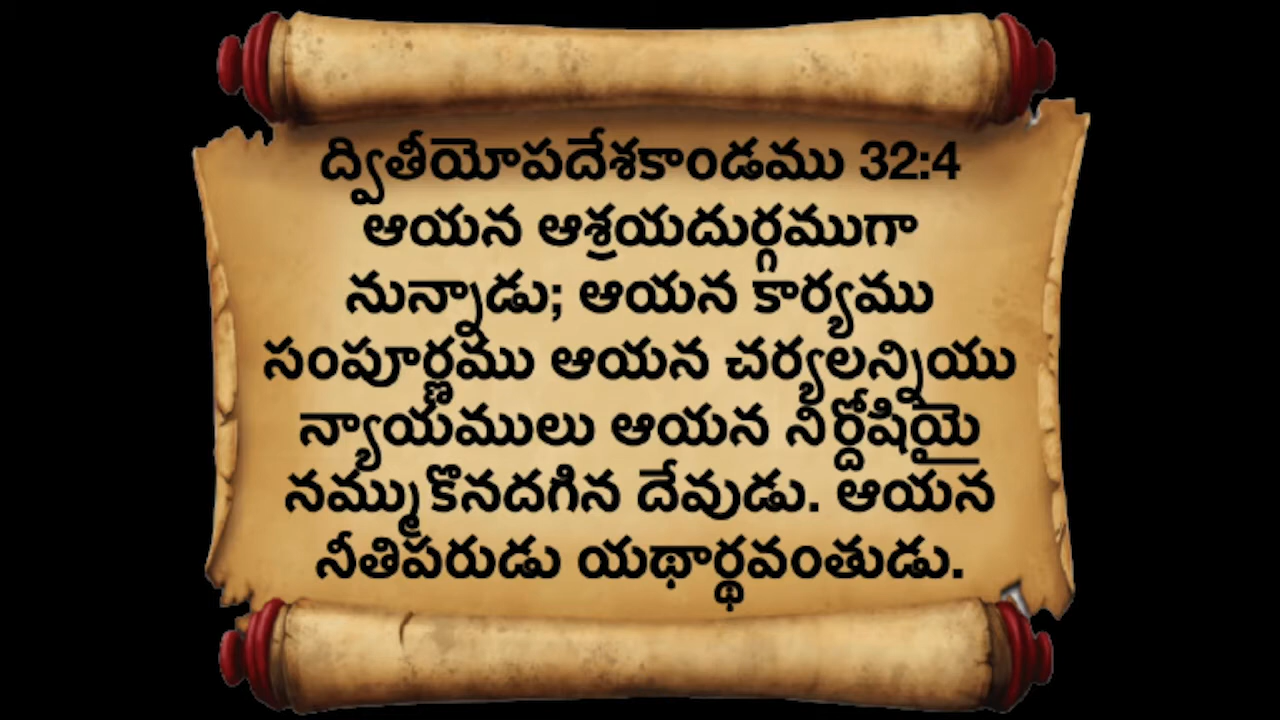 ద్వితీయోపదేశకాండము 32:4
ఆయన ఆశ్రయదుర్గముగా
నున్నాడు; ఆయన కార్యము
సంపూర్ణము ఆయన చర్యలన్నియు
న్యాయములు ఆయన నిర్దోషియై
నమ్ముకొనదగిన దేవుడు. ఆయన
నీతిపరుడు యథార్థవంతుడు.